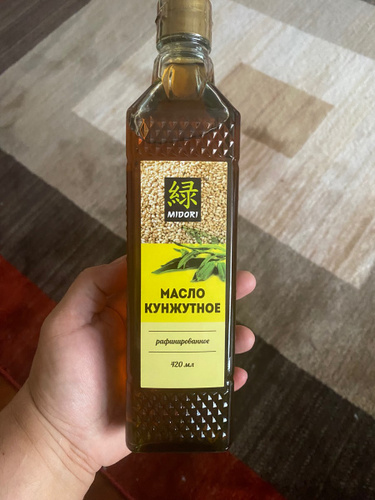 緑
MIDORI
МАСЛО
КУНЖУТНОЕ
рафинированное
920 мл